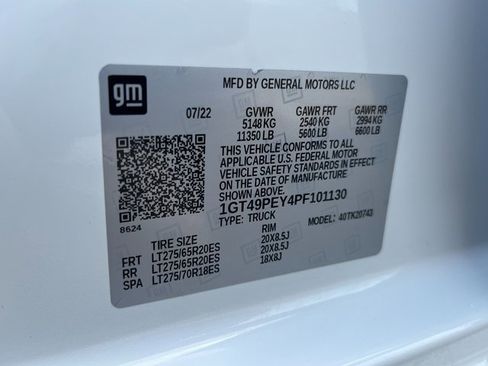 gm
MFD BY GENERAL MOTORS LLC
07/22 GVWR GAWR FRT GAWR RR
5148 KG 2540 KG 2994 KG
11350 LB 5600 LB 6600 LB
THIS VEHICLE CONFORMS TO ALL
APPLICABLE U.S. FEDERAL MOTOR
VEHICLE SAFETY STANDARDS IN EFFECT
ON THE DATE OF MANUFACTURE SHOWN ABOVE.
1GT49PEY4PF101130
8624 TYPE: TRUCK MODEL: 40TK20743
TIRE SIZE RIM
FRT LT275/65R20ES 20X8.5J
RR LT275/65R20ES 20X8.5J
SPA LT275/70R18ES 18X8J